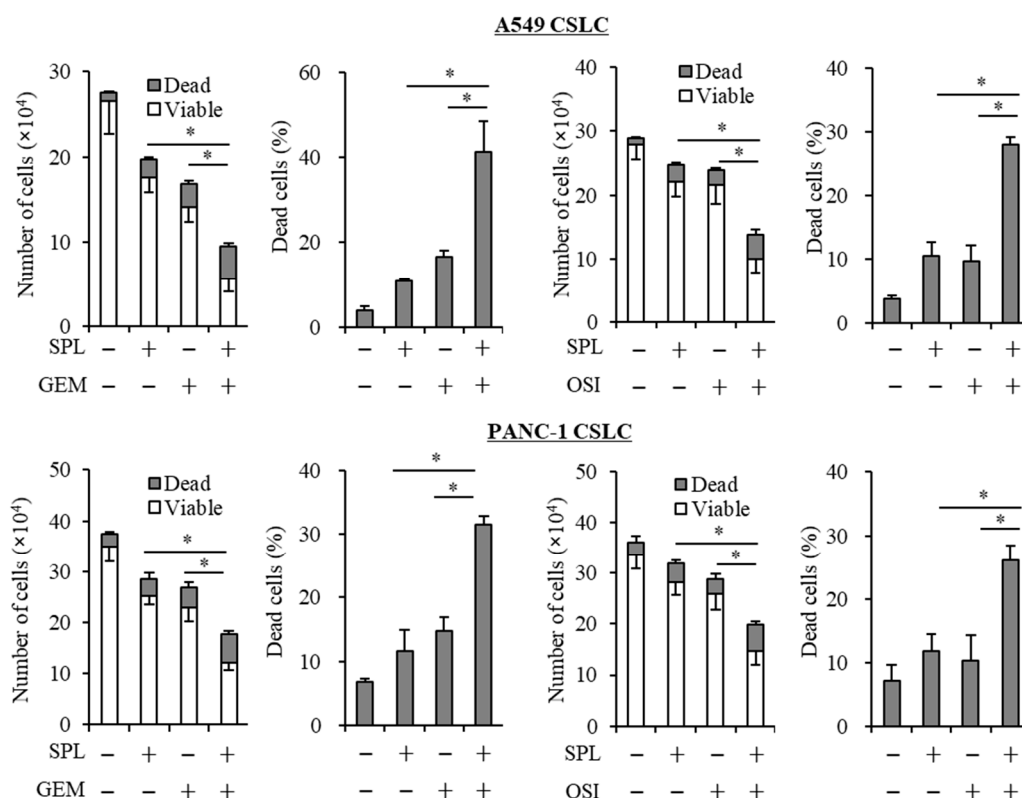 A549 CSLC
Number of cells (×10⁴)
30
20
10
0
Dead
Viable
*
*
SPL − + − +
GEM − − + +
Dead cells (%)
60
40
20
0
*
*
− + − +
− − + +
Number of cells (×10⁴)
40
30
20
10
0
Dead
Viable
*
*
SPL − + − +
OSI − − + +
Dead cells (%)
40
30
20
10
0
*
*
− + − +
− − + +
PANC-1 CSLC
Number of cells (×10⁴)
50
40
30
20
10
0
Dead
Viable
*
*
SPL − + − +
GEM − − + +
Dead cells (%)
40
30
20
10
0
*
*
− + − +
− − + +
Number of cells (×10⁴)
50
40
30
20
10
0
Dead
Viable
*
*
SPL − + − +
OSI − − + +
Dead cells (%)
40
30
20
10
0
*
*
− + − +
− − + +